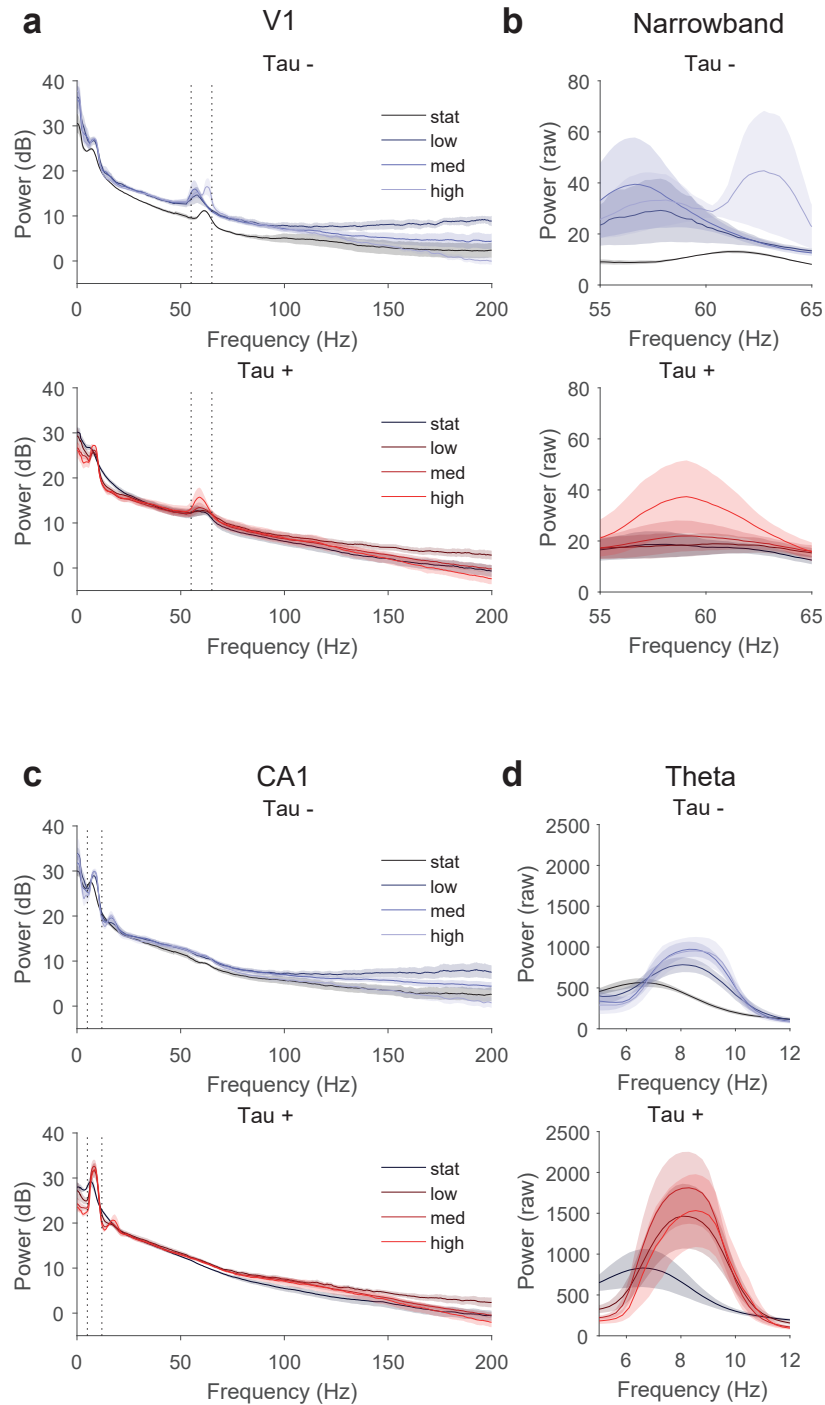 a
V1
b
Narrowband
Tau -
40
30
20
10
0
Power (dB)
stat
low
med
high
0
50
100
150
200
Frequency (Hz)
Tau -
80
60
40
20
0
Power (raw)
55
60
65
Frequency (Hz)
Tau +
40
30
20
10
0
Power (dB)
stat
low
med
high
0
50
100
150
200
Frequency (Hz)
Tau +
80
60
40
20
0
Power (raw)
55
60
65
Frequency (Hz)
c
CA1
d
Theta
Tau -
40
30
20
10
0
Power (dB)
stat
low
med
high
0
50
100
150
200
Frequency (Hz)
Tau -
2500
2000
1500
1000
500
0
Power (raw)
6
8
10
12
Frequency (Hz)
Tau +
40
30
20
10
0
Power (dB)
stat
low
med
high
0
50
100
150
200
Frequency (Hz)
Tau +
2500
2000
1500
1000
500
0
Power (raw)
6
8
10
12
Frequency (Hz)